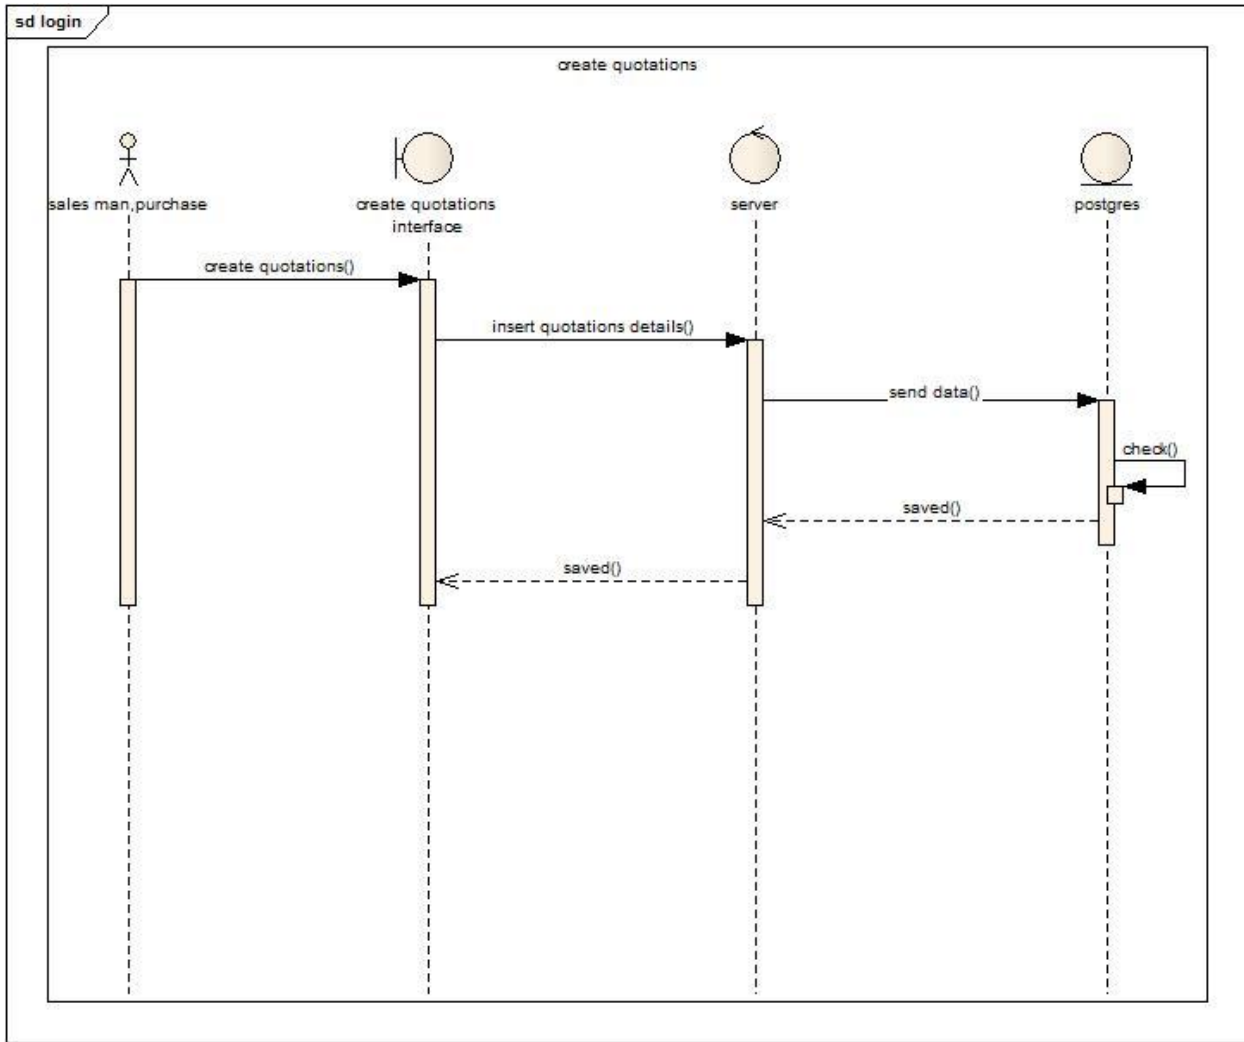 sd login
create quotations
sales man,purchase
create quotations
interface
server
postgres
create quotations()
insert quotations details()
send data()
check()
saved()
saved()